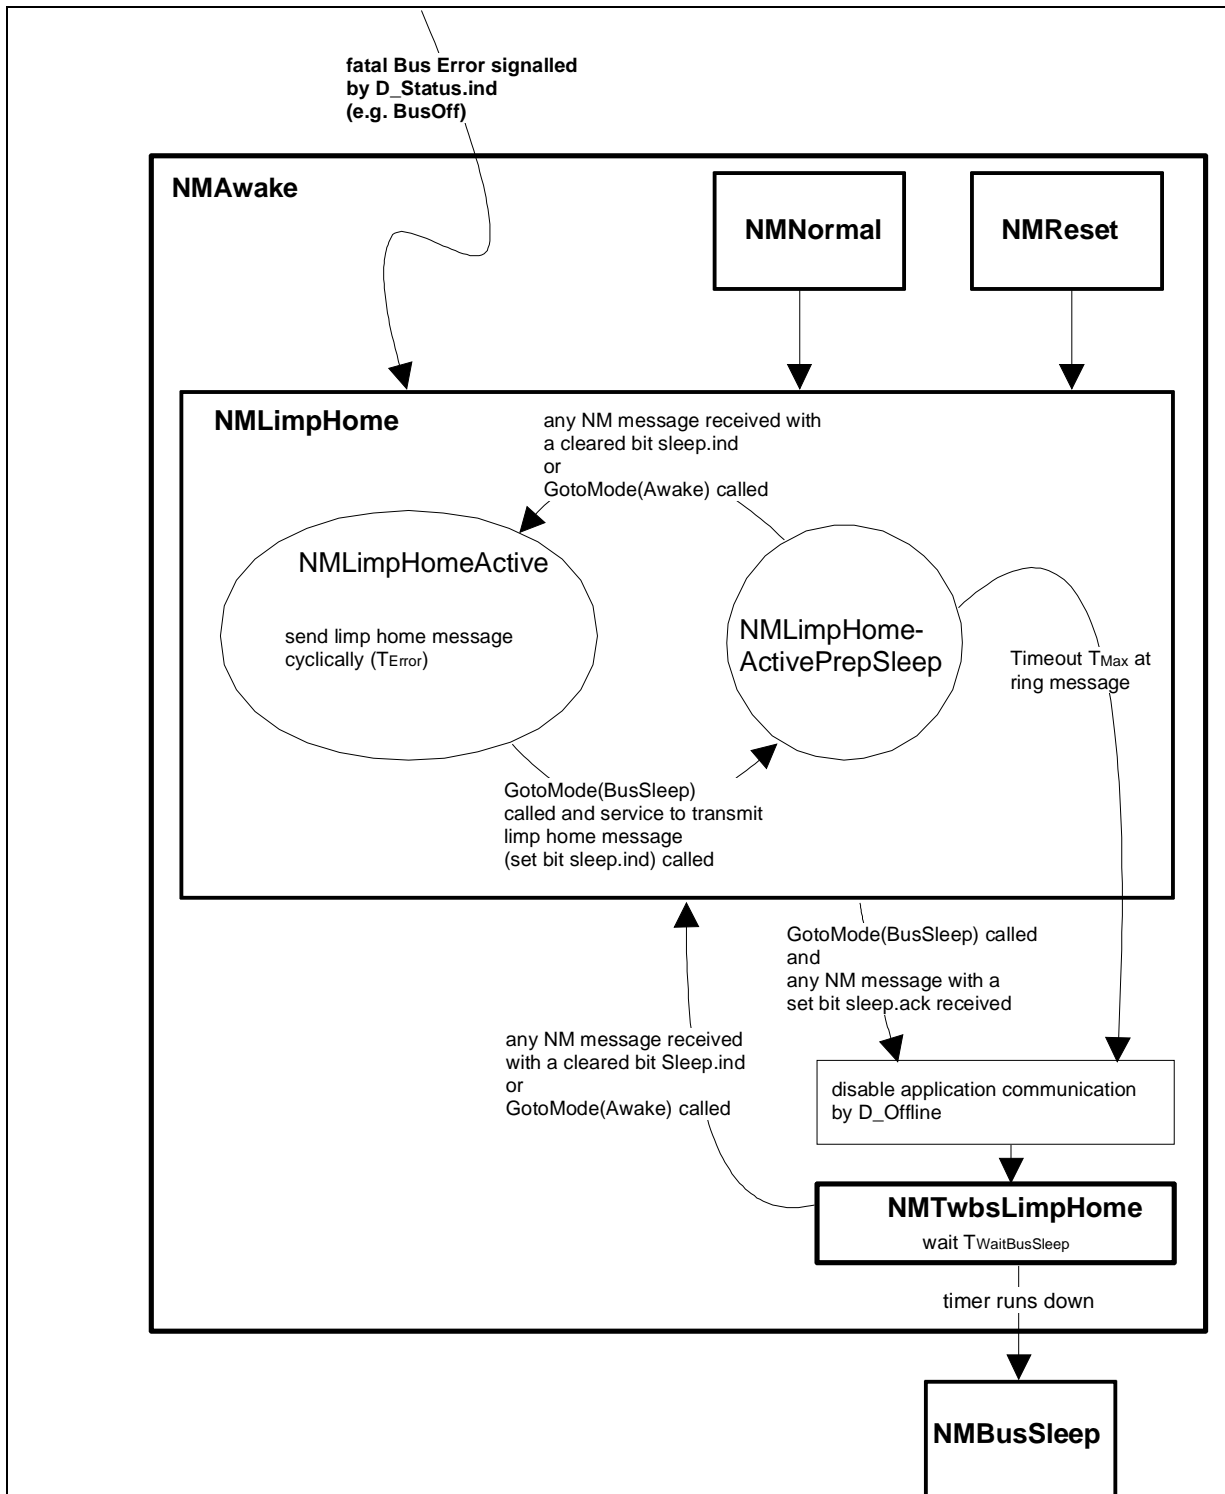 fatal Bus Error signalled
by D_Status.ind
(e.g. BusOff)
NMAwake
NMNormal
NMReset
NMLimpHome
any NM message received with
a cleared bit sleep.ind
or
GotoMode(Awake) called
NMLimpHomeActive
send limp home message
cyclically (TError)
NMLimpHome-
ActivePrepSleep
Timeout TMax at
ring message
GotoMode(BusSleep)
called and service to transmit
limp home message
(set bit sleep.ind) called
GotoMode(BusSleep) called
and
any NM message with a
set bit sleep.ack received
any NM message received
with a cleared bit Sleep.ind
or
GotoMode(Awake) called
disable application communication
by D_Offline
NMTwbsLimpHome
wait TWaitBusSleep
timer runs down
NMBusSleep